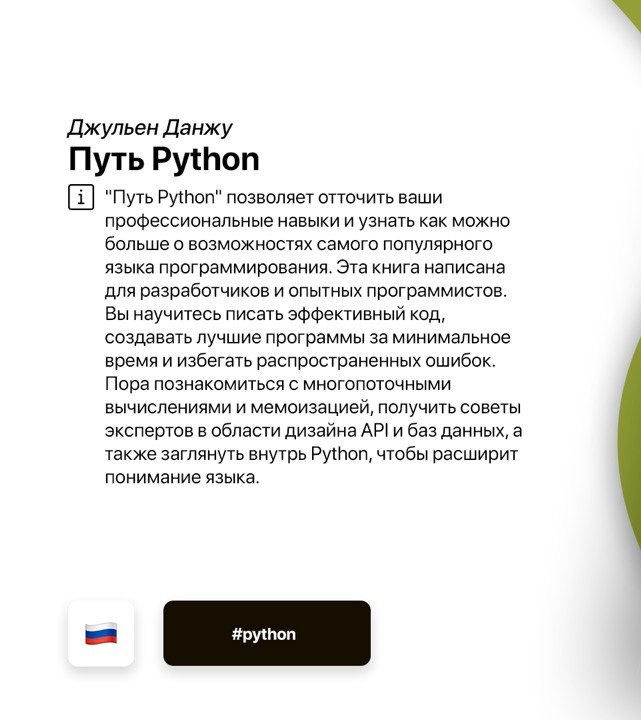 Джульен Данжу
Путь Python
i
"Путь Python" позволяет отточить ваши
профессиональные навыки и узнать как можно
больше о возможностях самого популярного
языка программирования. Эта книга написана
для разработчиков и опытных программистов.
Вы научитесь писать эффективный код,
создавать лучшие программы за минимальное
время и избегать распространенных ошибок.
Пора познакомиться с многопоточными
вычислениями и мемоизацией, получить советы
экспертов в области дизайна API и баз данных, а
также заглянуть внутрь Python, чтобы расширит
понимание языка.
#python